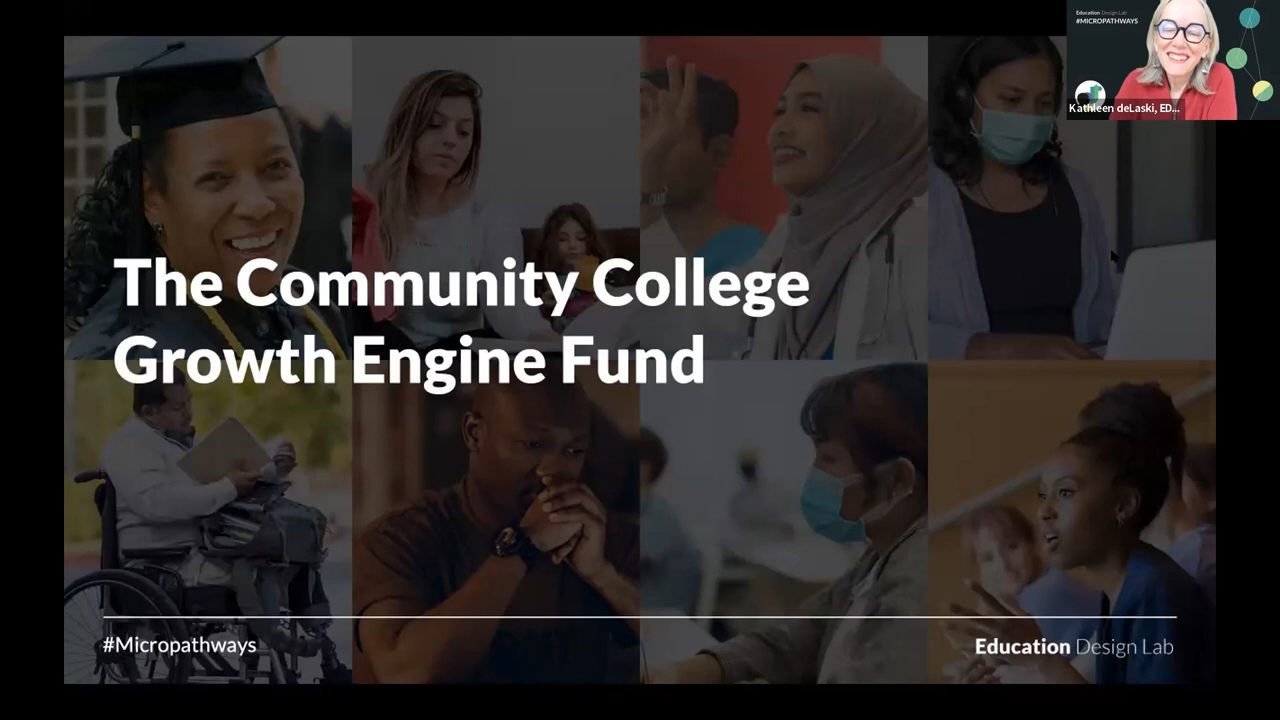 Education Design Lab
#MICROPATHWAYS
Kathleen deLaski, ED...
The Community College
Growth Engine Fund
#Micropathways
Education Design Lab